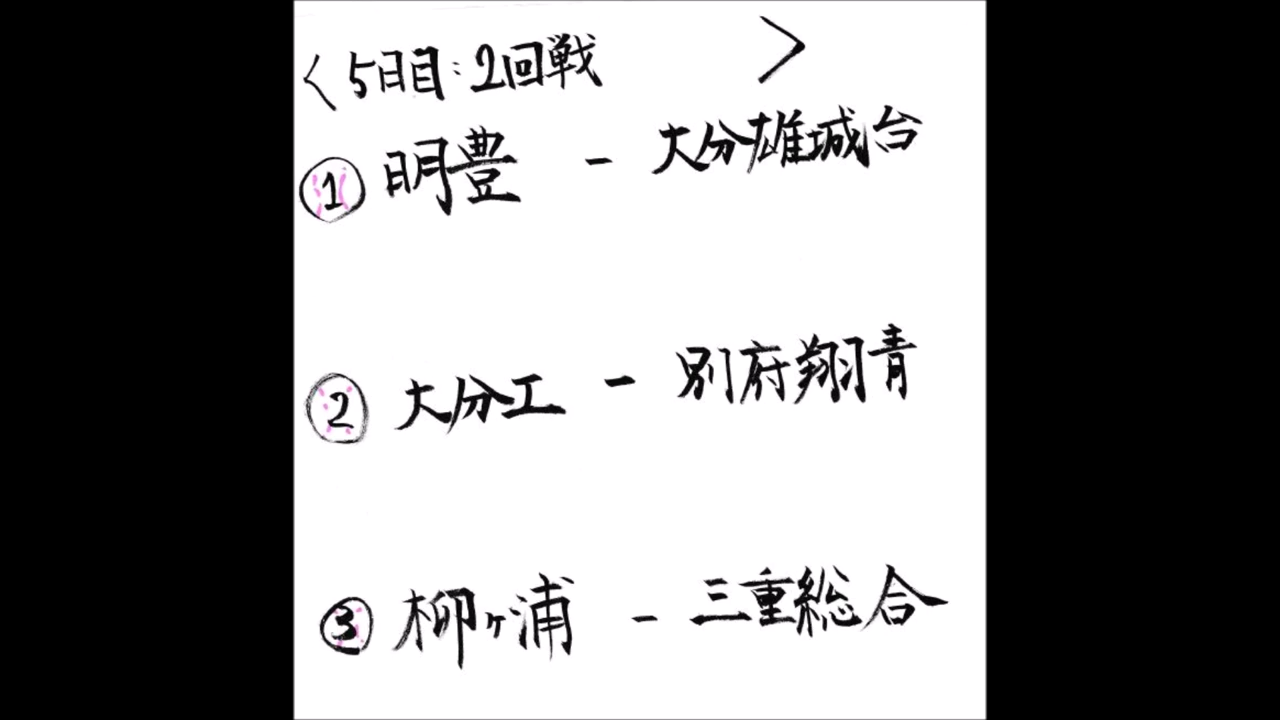 〈5日目:2回戦 〉
① 明豊 - 大分雄城台
② 大分工 - 別府翔青
③ 柳ヶ浦 - 三重総合